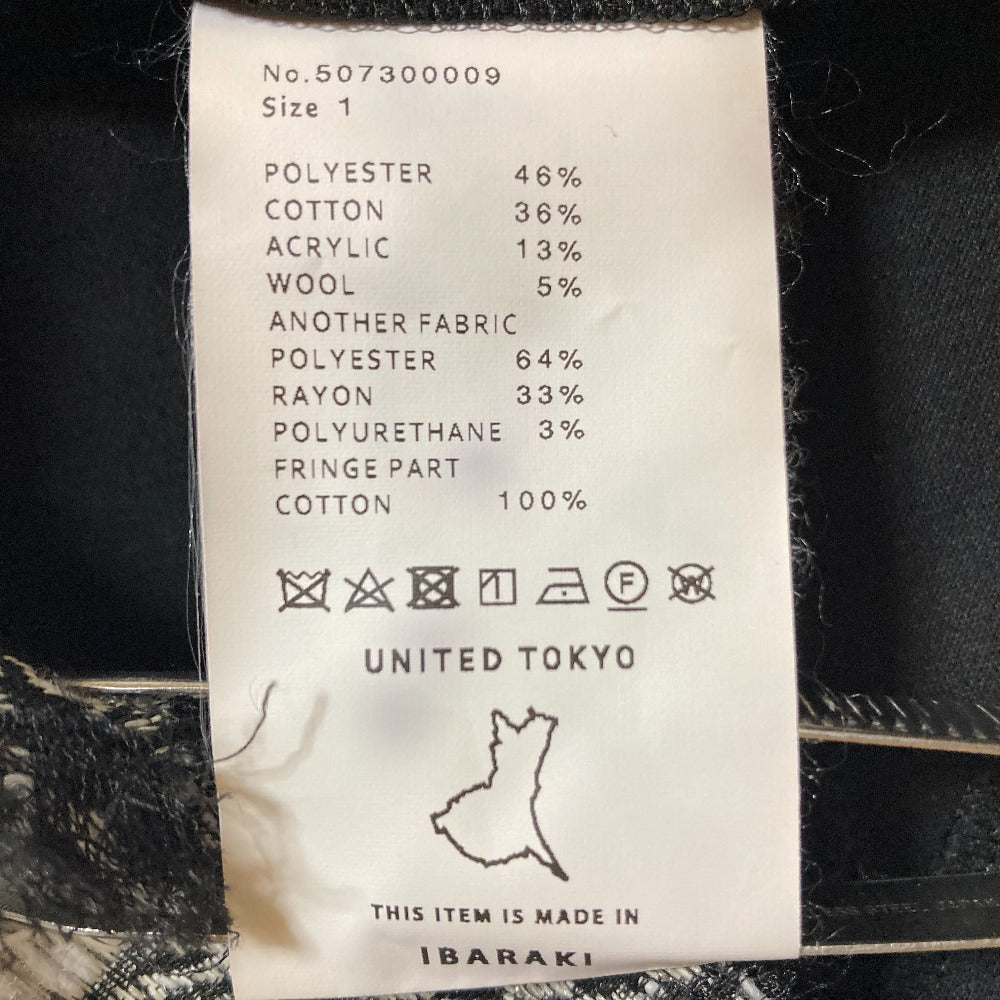 No.507300009
Size 1
POLYESTER 46%
COTTON 36%
ACRYLIC 13%
WOOL 5%
ANOTHER FABRIC
POLYESTER 64%
RAYON 33%
POLYURETHANE 3%
FRINGE PART
COTTON 100%
F W
UNITED TOKYO
THIS ITEM IS MADE IN
IBARAKI